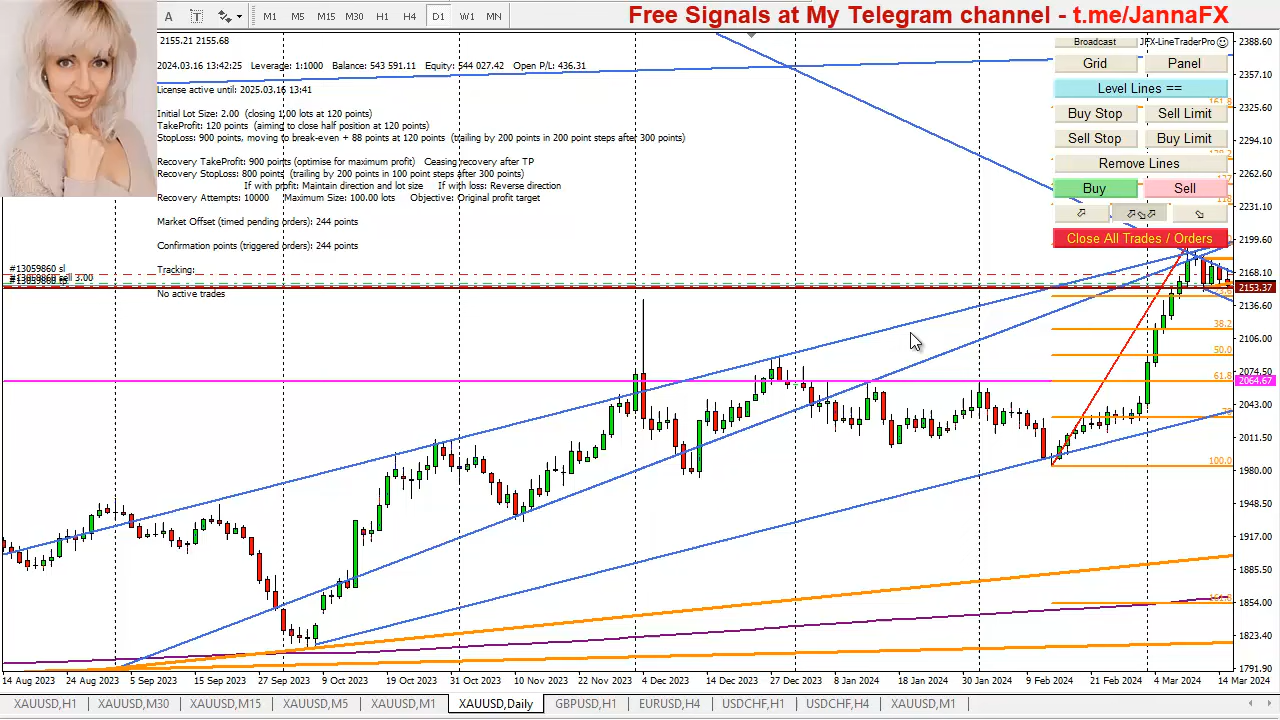 Free Signals at My Telegram channel - t.me/JannaFX
A T M1 M5 M15 M30 H1 H4 D1 W1 MN
2155.21 2155.68
2024.03.16 13:42:25 Leverage: 1:1000 Balance: 543 591.11 Equity: 544 027.42 Open P/L: 436.31
License active until: 2025.03.16 13:41
Initial Lot Size: 2.00 (closing 1.00 lots at 120 points)
TakeProfit: 120 points (aiming to close half position at 120 points)
StopLoss: 900 points, moving to break-even + 88 points at 120 points (trailing by 200 points in 200 point steps after 300 points)
Recovery TakeProfit: 900 points (optimise for maximum profit) Ceasing recovery after TP
Recovery StopLoss: 800 points (trailing by 200 points in 100 point steps after 300 points)
If with profit: Maintain direction and lot size If with loss: Reverse direction
Recovery Attempts: 10000 Maximum Size: 100.00 lots Objective: Original profit target
Market Offset (timed pending orders): 244 points
Confirmation points (triggered orders): 244 points
Tracking:
No active trades
#13059860 sl
#13059860 sell 3.00
Broadcast JFX-LineTraderPro
Grid Panel
Level Lines ==
Buy Stop Sell Limit
Sell Stop Buy Limit
Remove Lines
Buy Sell
Close All Trades / Orders
2388.60
2357.10
2325.60
2294.10
2262.60
2231.10
2199.60
2168.10
2153.37
2136.60
2106.00
2074.50
2064.67
2043.00
2011.50
1980.00
1948.50
1917.00
1885.50
1854.00
1823.40
1791.90
38.2
50.0
61.8
100.0
14 Aug 2023 24 Aug 2023 5 Sep 2023 15 Sep 2023 27 Sep 2023 9 Oct 2023 19 Oct 2023 31 Oct 2023 10 Nov 2023 22 Nov 2023 4 Dec 2023 14 Dec 2023 27 Dec 2023 8 Jan 2024 18 Jan 2024 30 Jan 2024 9 Feb 2024 21 Feb 2024 4 Mar 2024 14 Mar 2024
XAUUSD,H1 XAUUSD,M30 XAUUSD,M15 XAUUSD,M5 XAUUSD,M1 XAUUSD,Daily GBPUSD,H1 EURUSD,H4 USDCHF,H1 USDCHF,H4 XAUUSD,M1